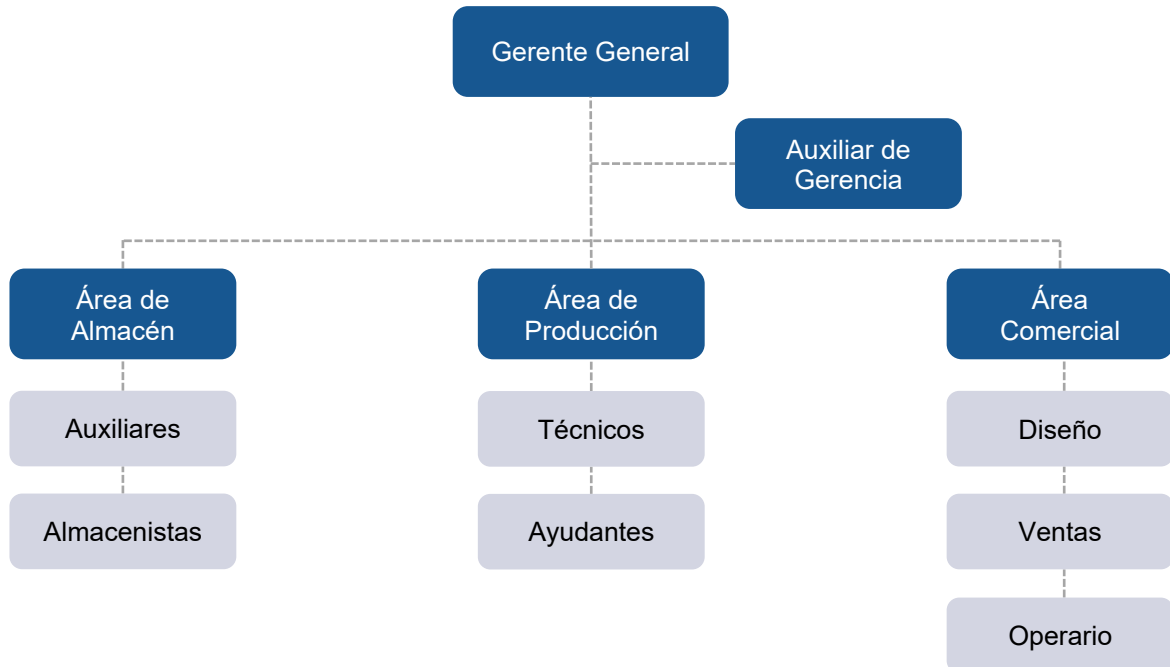 Gerente General
Auxiliar de
Gerencia
Área de
Almacén
Área de
Producción
Área
Comercial
Auxiliares
Técnicos
Diseño
Almacenistas
Ayudantes
Ventas
Operario